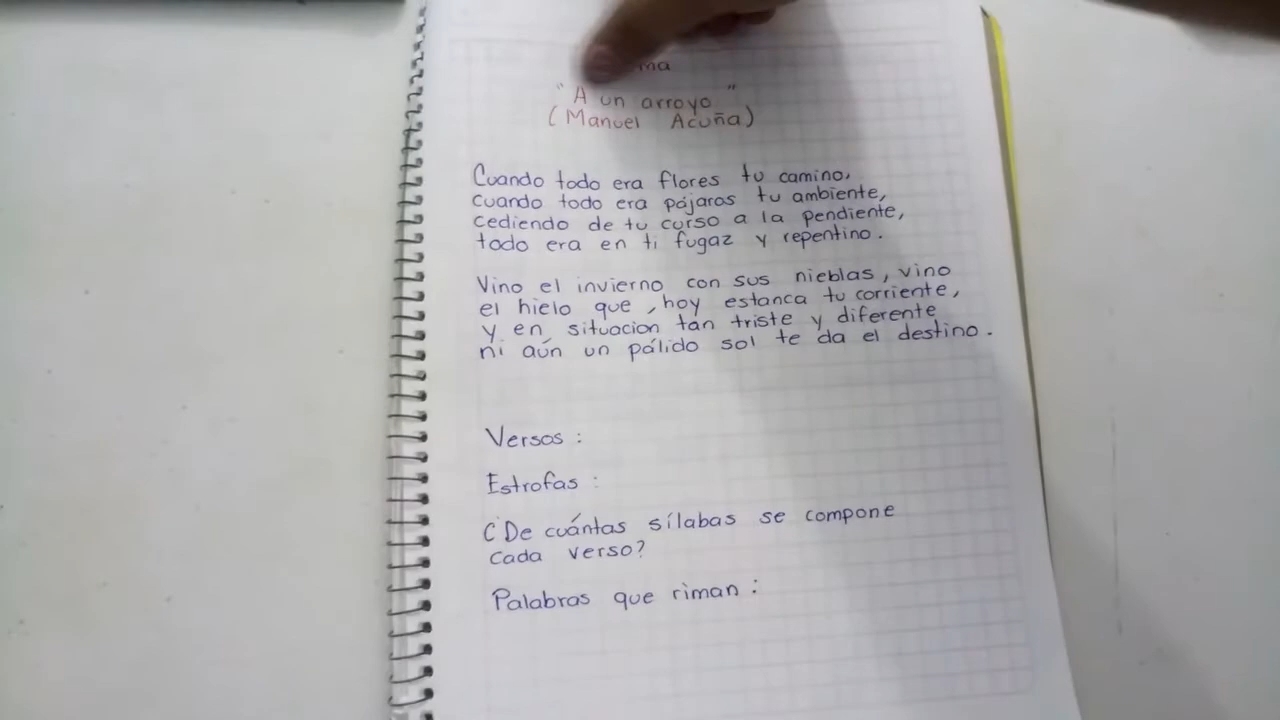 "A un arroyo"
(Manuel Acuña)
Cuando todo era flores tu camino,
cuando todo era pájaros tu ambiente,
cediendo de tu curso a la pendiente,
todo era en ti fugaz y repentino.
Vino el invierno con sus nieblas, vino
el hielo que, hoy estanca tu corriente,
y en situacion tan triste y diferente
ni aún un pálido sol te da el destino.
Versos:
Estrofas:
¿De cuántas sílabas se compone
cada verso?
Palabras que riman: